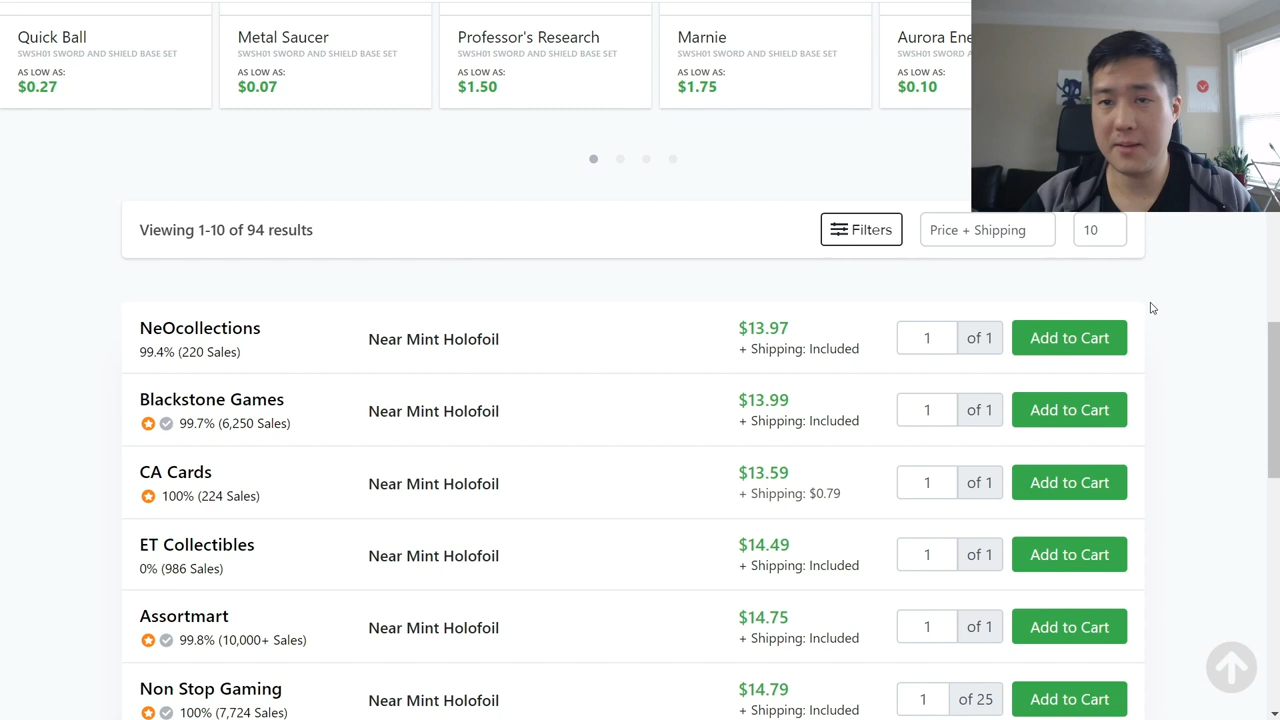 Quick Ball
SWSH01 SWORD AND SHIELD BASE SET
AS LOW AS:
$0.27
Metal Saucer
SWSH01 SWORD AND SHIELD BASE SET
AS LOW AS:
$0.07
Professor's Research
SWSH01 SWORD AND SHIELD BASE SET
AS LOW AS:
$1.50
Marnie
SWSH01 SWORD AND SHIELD BASE SET
AS LOW AS:
$1.75
Aurora Ene
SWSH01 SWORD A
AS LOW AS:
$0.10
Viewing 1-10 of 94 results
Filters
Price + Shipping
10
NeOcollections
99.4% (220 Sales)
Near Mint Holofoil
$13.97
+ Shipping: Included
1 of 1
Add to Cart
Blackstone Games
99.7% (6,250 Sales)
Near Mint Holofoil
$13.99
+ Shipping: Included
1 of 1
Add to Cart
CA Cards
100% (224 Sales)
Near Mint Holofoil
$13.59
+ Shipping: $0.79
1 of 1
Add to Cart
ET Collectibles
0% (986 Sales)
Near Mint Holofoil
$14.49
+ Shipping: Included
1 of 1
Add to Cart
Assortmart
99.8% (10,000+ Sales)
Near Mint Holofoil
$14.75
+ Shipping: Included
1 of 1
Add to Cart
Non Stop Gaming
100% (7,724 Sales)
Near Mint Holofoil
$14.79
+ Shipping: Included
1 of 25
Add to Cart